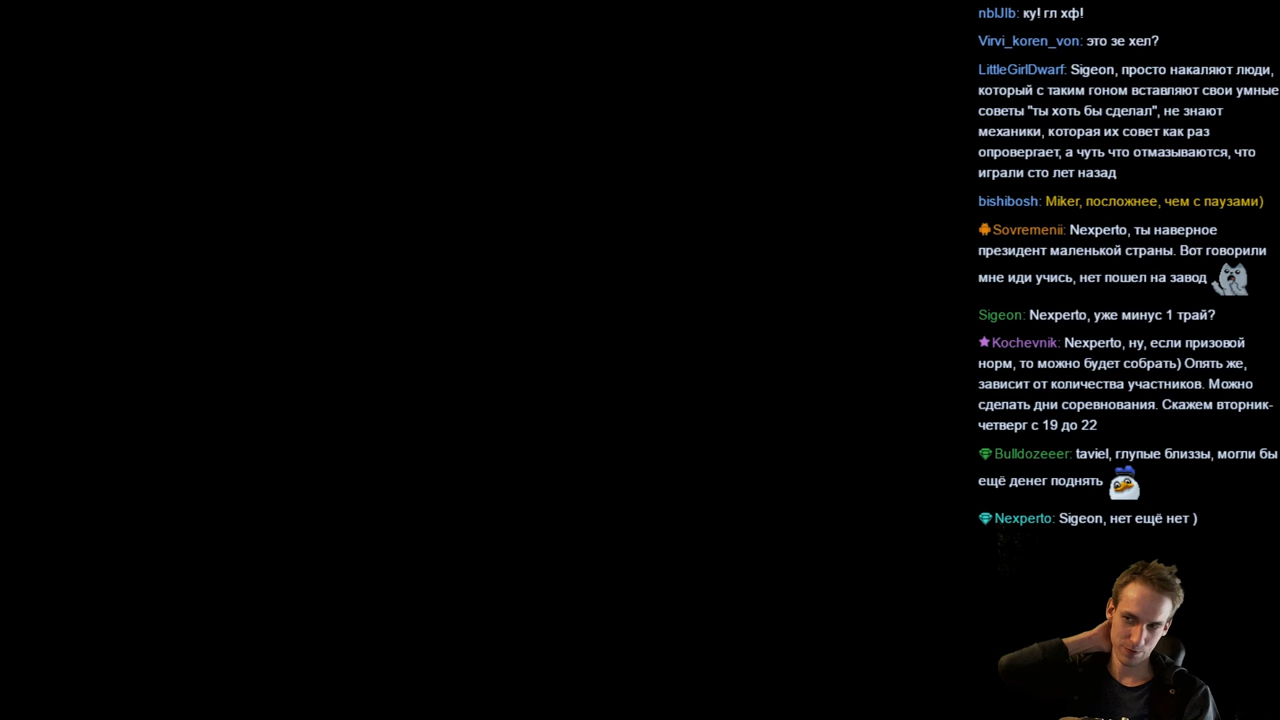 nblJlb: ку! гл хф!
Virvi_koren_von: это зе хел?
LittleGirlDwarf: Sigeon, просто накаляют люди,
который с таким гоном вставляют свои умные
советы "ты хоть бы сделал", не знают
механики, которая их совет как раз
опровергает, а чуть что отмазываются, что
играли сто лет назад
bishibosh: Miker, посложнее, чем с паузами)
Sovremenii: Nexperto, ты наверное
президент маленькой страны. Вот говорили
мне иди учись, нет пошел на завод
Sigeon: Nexperto, уже минус 1 трай?
Kochevnik: Nexperto, ну, если призовой
норм, то можно будет собрать) Опять же,
зависит от количества участников. Можно
сделать дни соревнования. Скажем вторник-
четверг с 19 до 22
Bulldozeeer: taviel, глупые близзы, могли бы
ещё денег поднять
Nexperto: Sigeon, нет ещё нет )